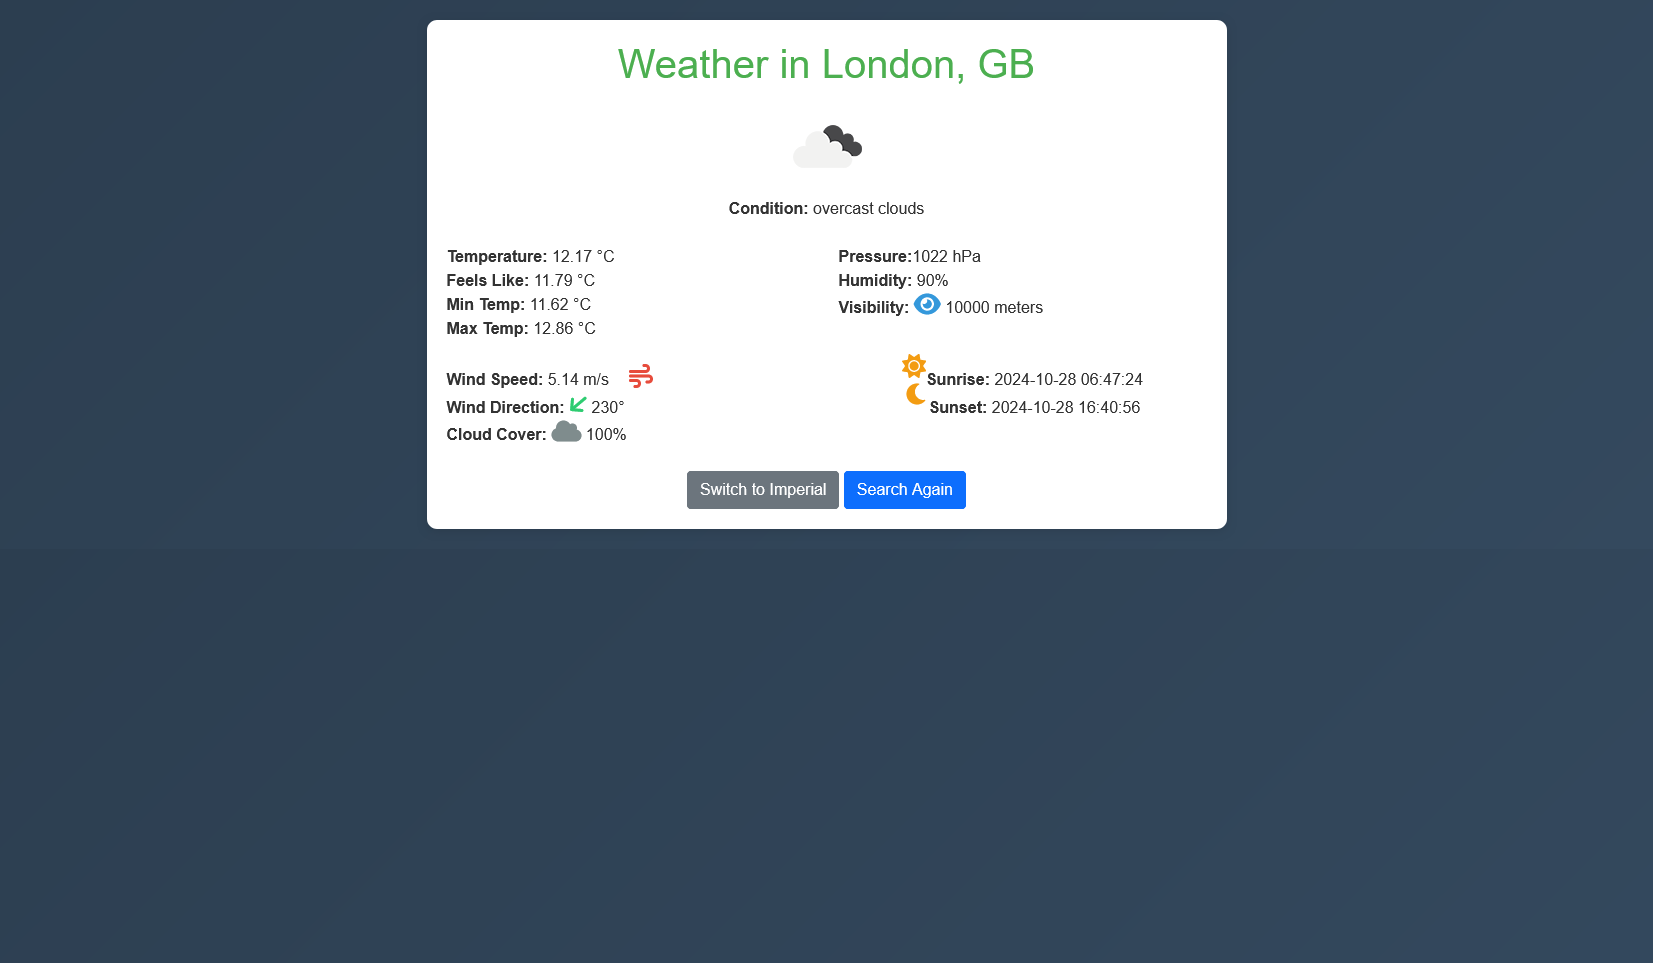 Weather in London, GB
Condition: overcast clouds
Temperature: 12.17 °C
Feels Like: 11.79 °C
Min Temp: 11.62 °C
Max Temp: 12.86 °C
Pressure:1022 hPa
Humidity: 90%
Visibility: 10000 meters
Wind Speed: 5.14 m/s
Wind Direction: 230°
Cloud Cover: 100%
Sunrise: 2024-10-28 06:47:24
Sunset: 2024-10-28 16:40:56
Switch to Imperial
Search Again